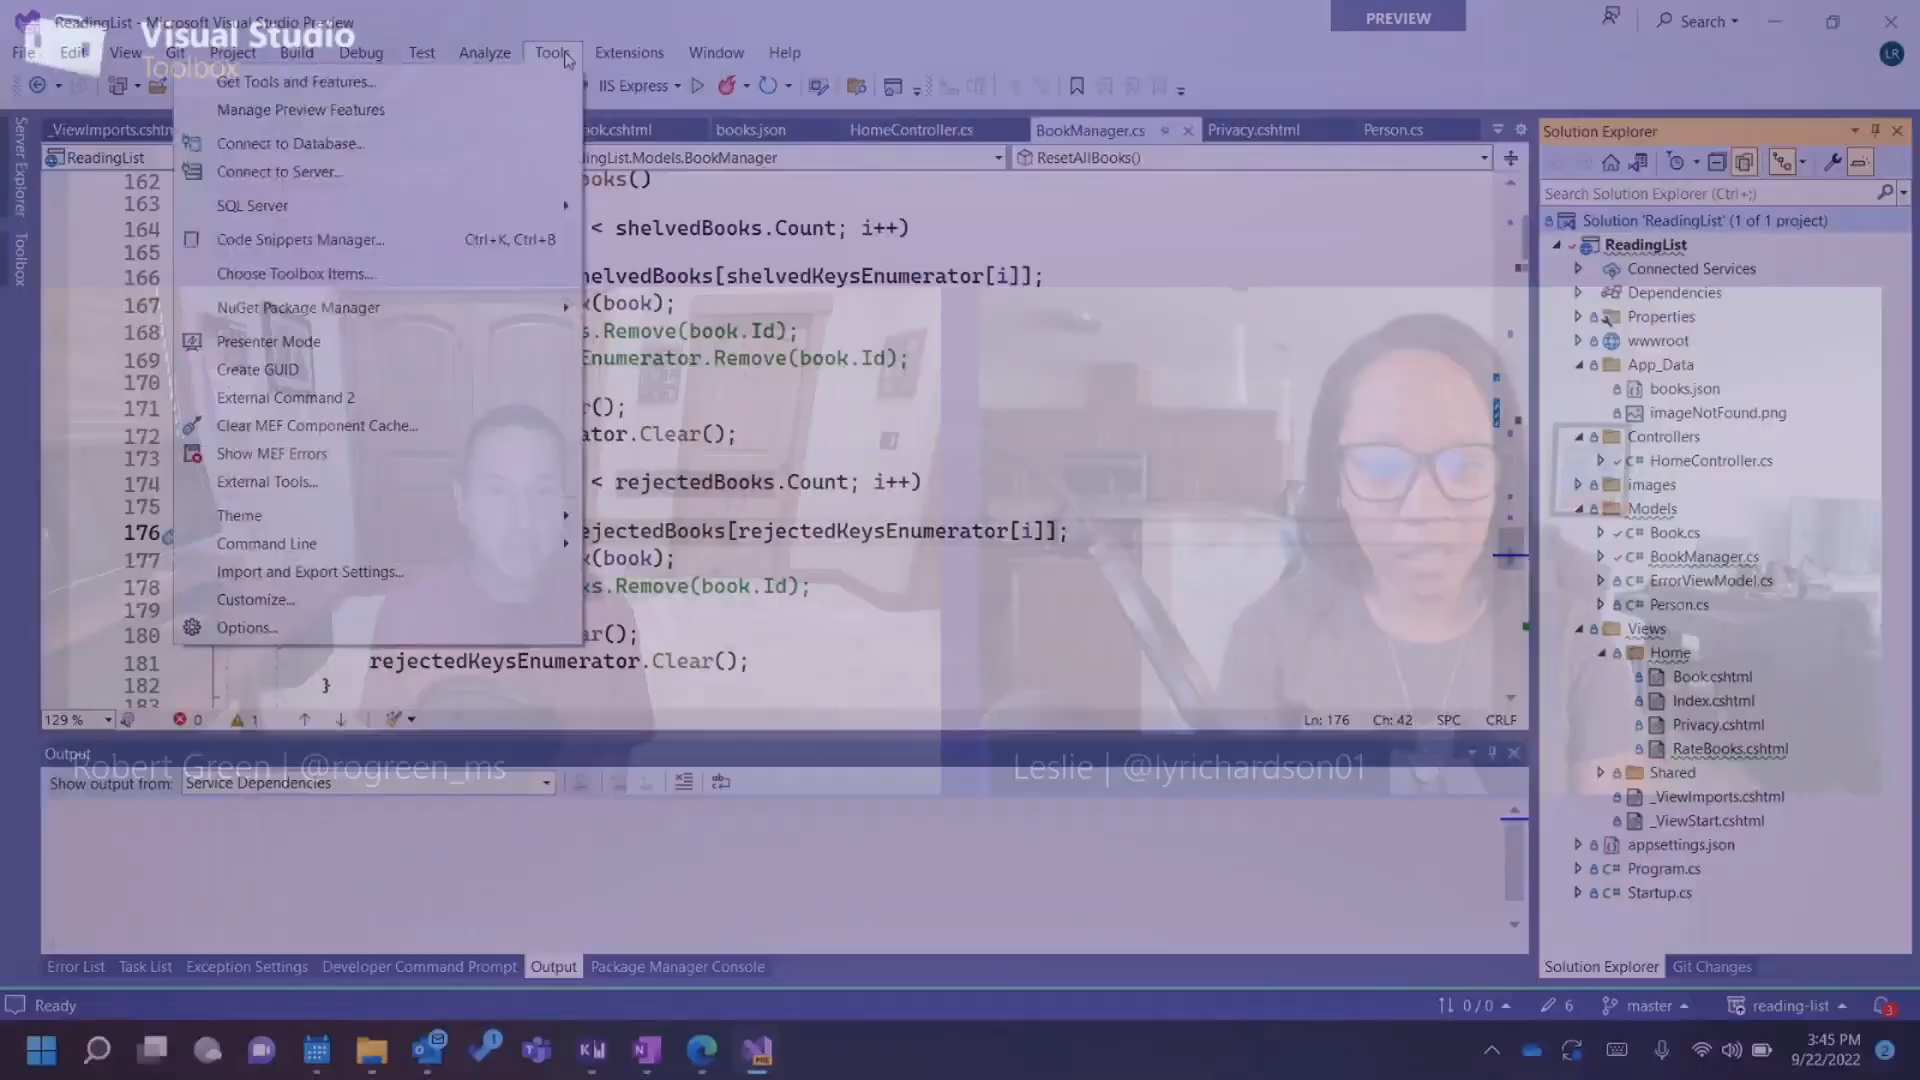 ReadingList - Microsoft Visual Studio Preview
PREVIEW
Search
Visual Studio
Toolbox
File Edit View Git Project Build Debug Test Analyze Tools Extensions Window Help
LR
IIS Express
Get Tools and Features...
Manage Preview Features
Connect to Database...
Connect to Server...
SQL Server
Code Snippets Manager... Ctrl+K, Ctrl+B
Choose Toolbox Items...
NuGet Package Manager
Presenter Mode
Create GUID
External Command 2
Clear MEF Component Cache...
Show MEF Errors
External Tools...
Theme
Command Line
Import and Export Settings...
Customize...
Options...
Server Explorer
Toolbox
_ViewImports.cshtm
ook.cshtml
books.json
HomeController.cs
BookManager.cs
Privacy.cshtml
Person.cs
ReadingList
ngList.Models.BookManager
ResetAllBooks()
162 ooks()
163
164 < shelvedBooks.Count; i++)
165
166 helvedBooks[shelvedKeysEnumerator[i]];
167 k(book);
168 s.Remove(book.Id);
169 Enumerator.Remove(book.Id);
170
171 r();
172 ator.Clear();
173
174 < rejectedBooks.Count; i++)
175
176 ejectedBooks[rejectedKeysEnumerator[i]];
177 k(book);
178 ks.Remove(book.Id);
179
180 ar();
181 rejectedKeysEnumerator.Clear();
182 }
183
129 %
0
1
Ln: 176 Ch: 42 SPC CRLF
Output
Robert Green | @rogreen_ms
Leslie | @lyrichardson01
Show output from: Service Dependencies
Error List Task List Exception Settings Developer Command Prompt Output Package Manager Console
Solution Explorer
Search Solution Explorer (Ctrl+;)
Solution 'ReadingList' (1 of 1 project)
ReadingList
Connected Services
Dependencies
Properties
wwwroot
App_Data
books.json
imageNotFound.png
Controllers
C# HomeController.cs
images
Models
C# Book.cs
C# BookManager.cs
C# ErrorViewModel.cs
C# Person.cs
Views
Home
Book.cshtml
Index.cshtml
Privacy.cshtml
RateBooks.cshtml
Shared
_ViewImports.cshtml
_ViewStart.cshtml
appsettings.json
C# Program.cs
C# Startup.cs
Solution Explorer Git Changes
Ready
0 / 0
6
master
reading-list
3
PRE
3:45 PM
9/22/2022
2